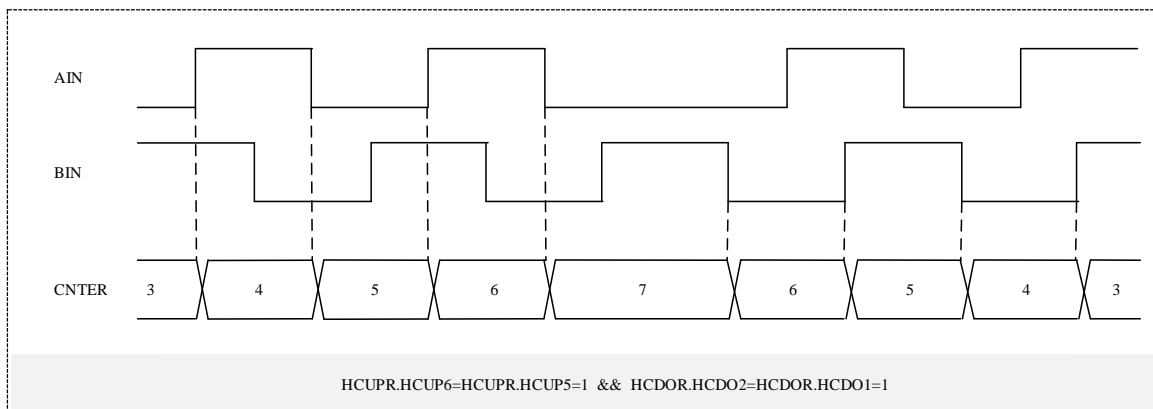 AIN
BIN
CNTER 3 4 5 6 7 6 5 4 3
HCUPR.HCUP6=HCUPR.HCUP5=1 && HCDOR.HCDO2=HCDOR.HCDO1=1